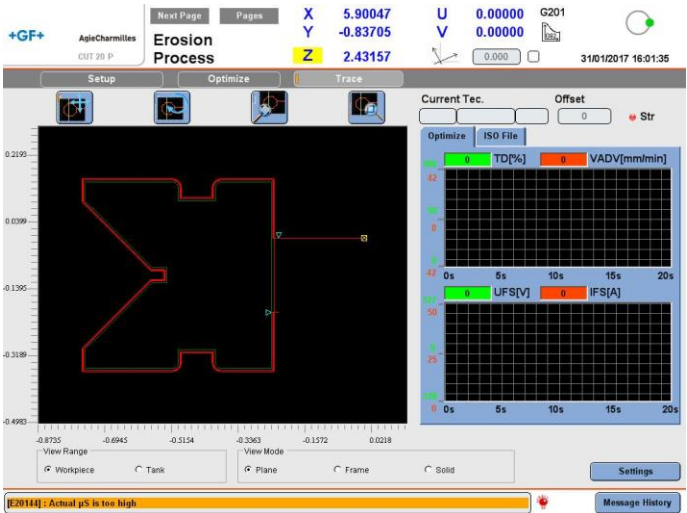 +GF+
AgieCharmilles
CUT 20 P
Next Page Pages
Erosion
Process
X 5.90047
Y -0.83705
Z 2.43157
U 0.00000
V 0.00000
G201
0.000
31/01/2017 16:01:35
Setup Optimize Trace
Current Tec. Offset
0 Str
Optimize ISO File
0 TD[%] 0 VADV[mm/min]
42
0
-42
0s 5s 10s 15s 20s
0 UFS[V] 0 IFS[A]
50
25
0
0s 5s 10s 15s 20s
0.2193
0.0399
-0.1395
-0.3189
-0.4983
-0.8735 -0.6945 -0.5154 -0.3363 -0.1572 0.0218
View Range
Workpiece Tank
View Mode
Plane Frame Solid
Settings
[E20144] : Actual µS is too high
Message History